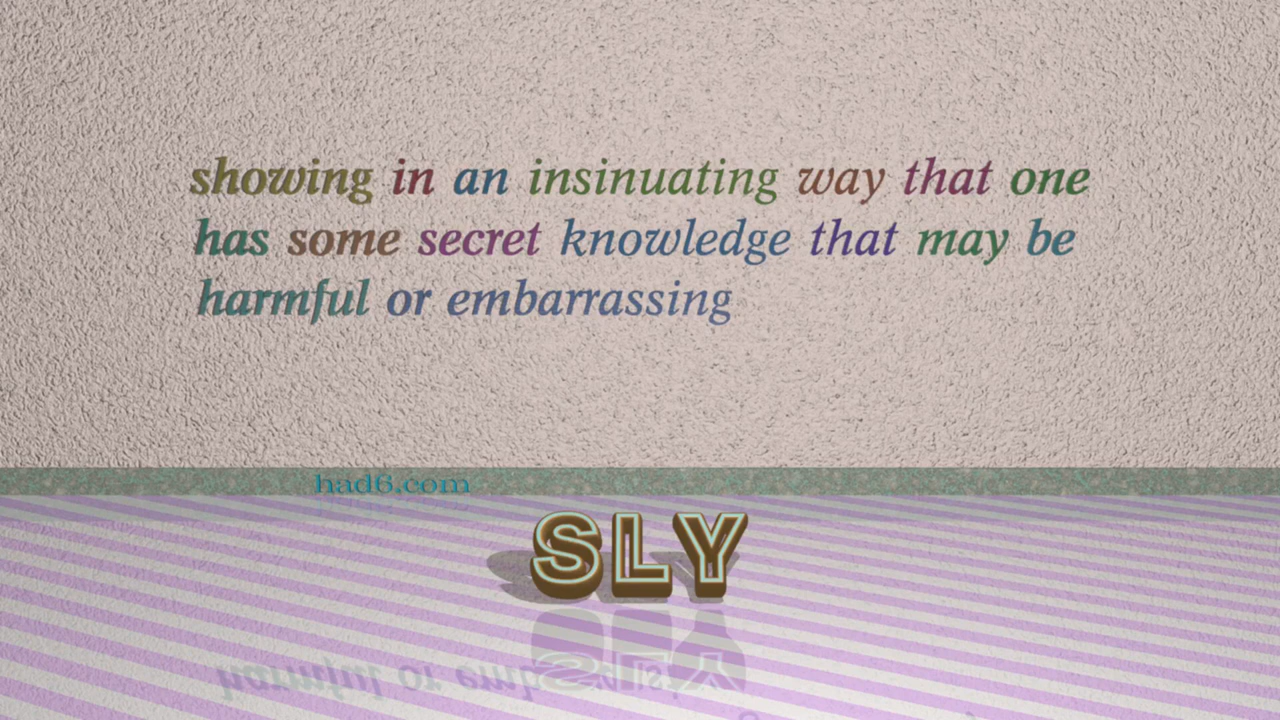 showing in an insinuating way that one
has some secret knowledge that may be
harmful or embarrassing
had6.com
SLY